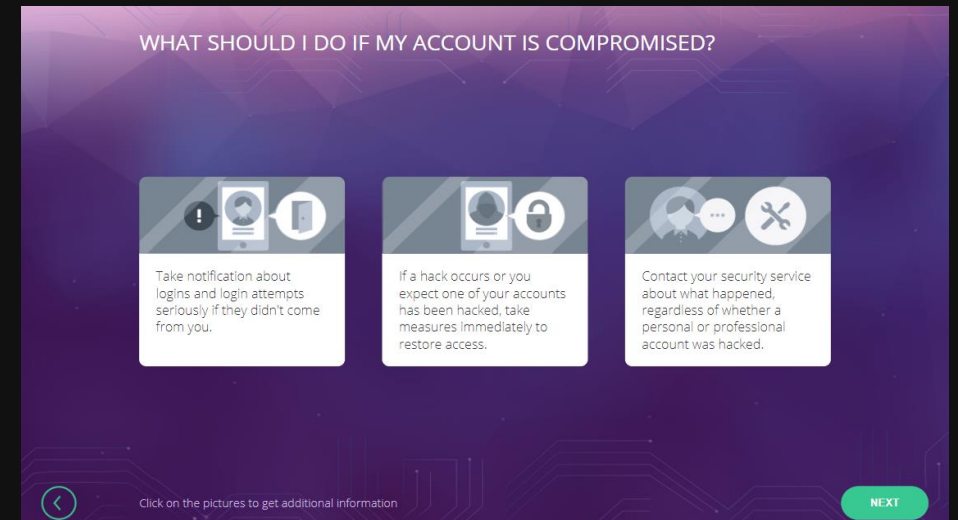 WHAT SHOULD I DO IF MY ACCOUNT IS COMPROMISED?
!
Take notification about
logins and login attempts
seriously if they didn't come
from you.
If a hack occurs or you
expect one of your accounts
has been hacked, take
measures immediately to
restore access.
Contact your security service
about what happened,
regardless of whether a
personal or professional
account was hacked.
Click on the pictures to get additional information
NEXT